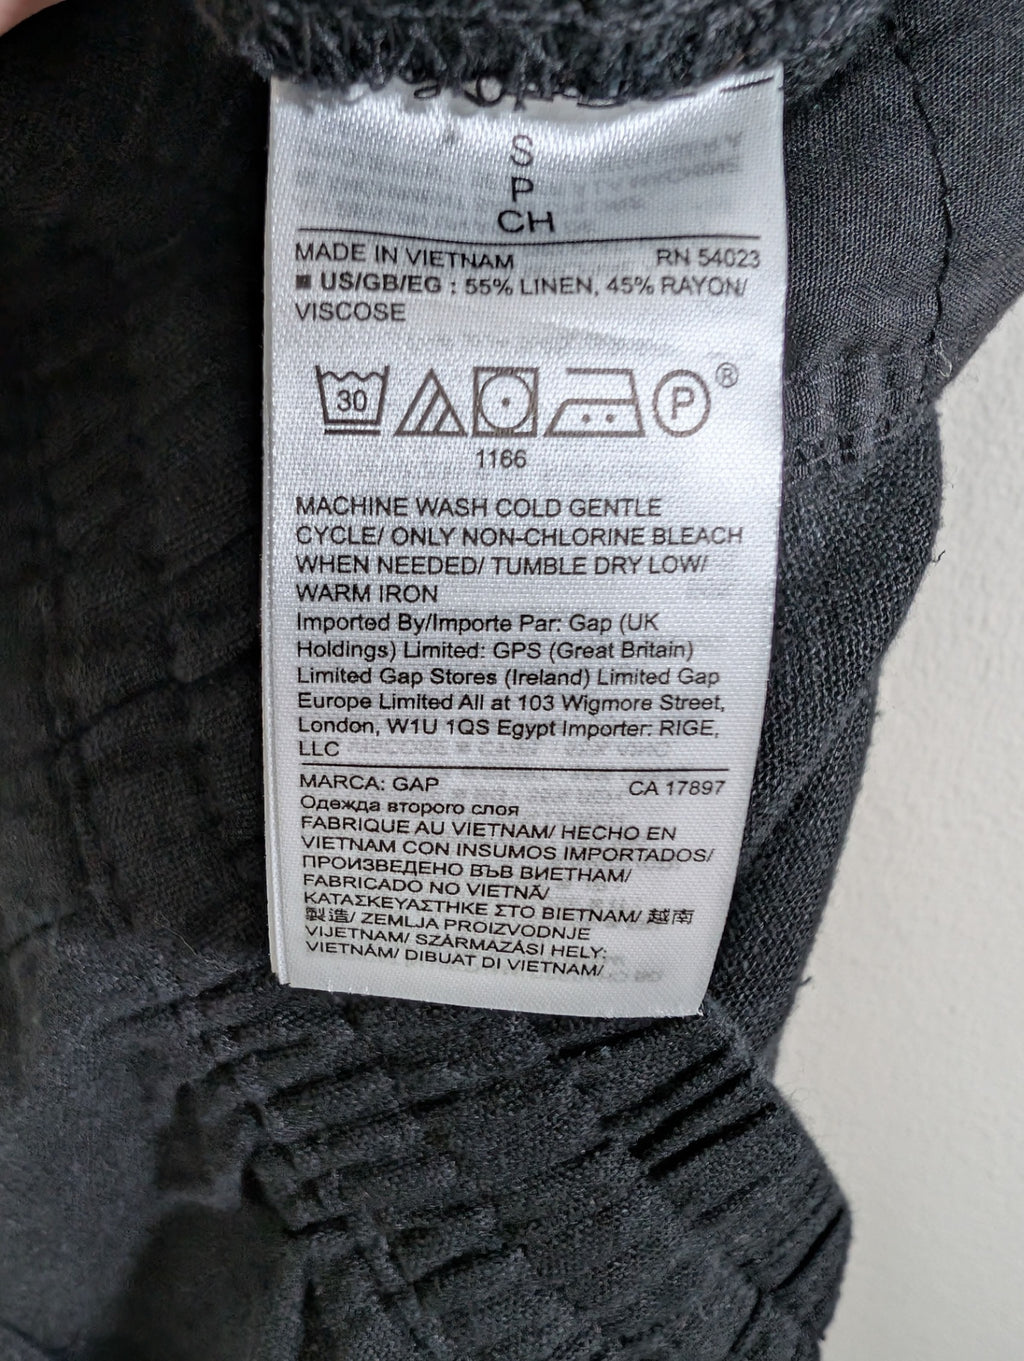 S
P
CH
MADE IN VIETNAM RN 54023
■ US/GB/EG : 55% LINEN, 45% RAYON/
VISCOSE
30 P ®
1166
MACHINE WASH COLD GENTLE
CYCLE/ ONLY NON-CHLORINE BLEACH
WHEN NEEDED/ TUMBLE DRY LOW/
WARM IRON
Imported By/Importe Par: Gap (UK
Holdings) Limited: GPS (Great Britain)
Limited Gap Stores (Ireland) Limited Gap
Europe Limited All at 103 Wigmore Street,
London, W1U 1QS Egypt Importer: RIGE,
LLC
MARCA: GAP CA 17897
Одежда второго слоя
FABRIQUE AU VIETNAM/ HECHO EN
VIETNAM CON INSUMOS IMPORTADOS/
ПРОИЗВЕДЕНО ВЪВ ВИЕТНАМ/
FABRICADO NO VIETNÃ/
ΚΑΤΑΣΚΕΥΑΣΤΗΚΕ ΣΤΟ ΒΙΕΤΝΑΜ/ 越南
製造/ ZEMLJA PROIZVODNJE
VIJETNAM/ SZÁRMAZÁSI HELY:
VIETNÁM/ DIBUAT DI VIETNAM/